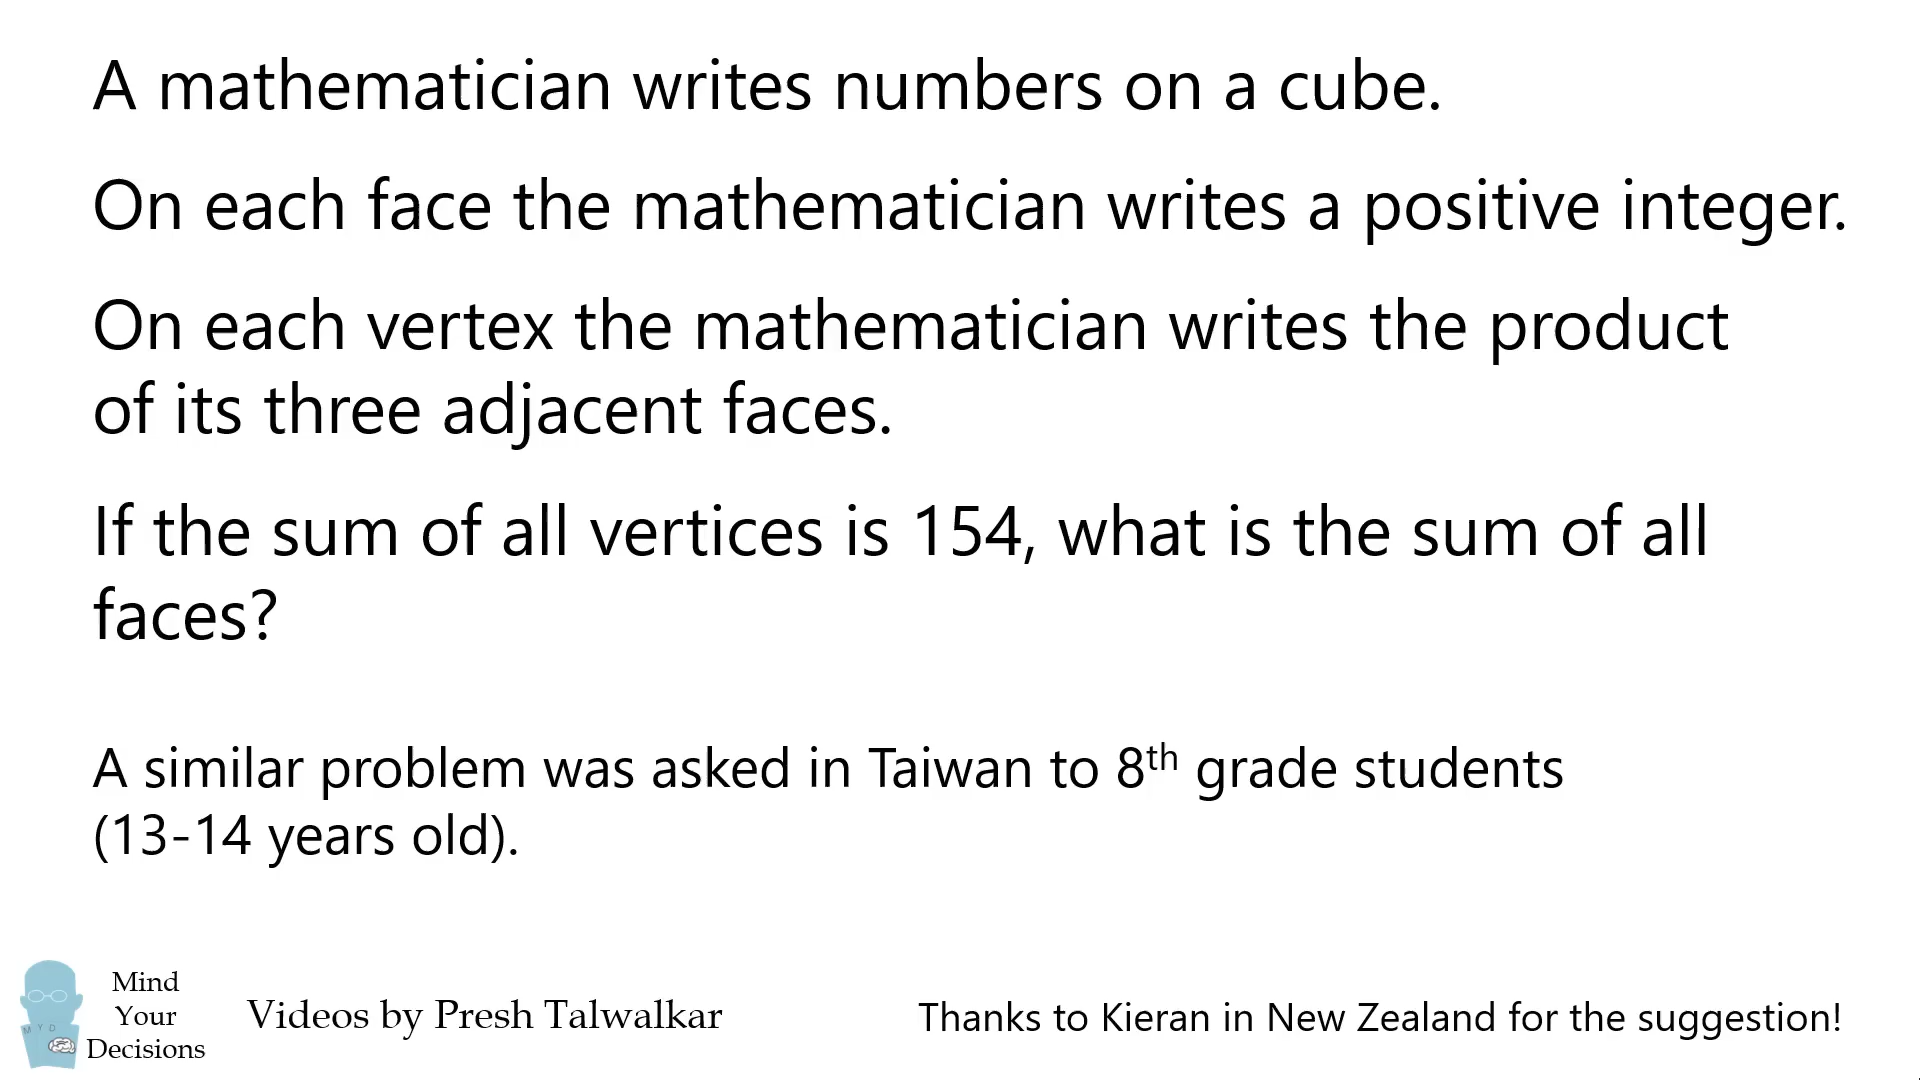 A mathematician writes numbers on a cube.
On each face the mathematician writes a positive integer.
On each vertex the mathematician writes the product
of its three adjacent faces.
If the sum of all vertices is 154, what is the sum of all
faces?
A similar problem was asked in Taiwan to 8th grade students
(13-14 years old).
M Y D
Mind
Your
Decisions
Videos by Presh Talwalkar
Thanks to Kieran in New Zealand for the suggestion!